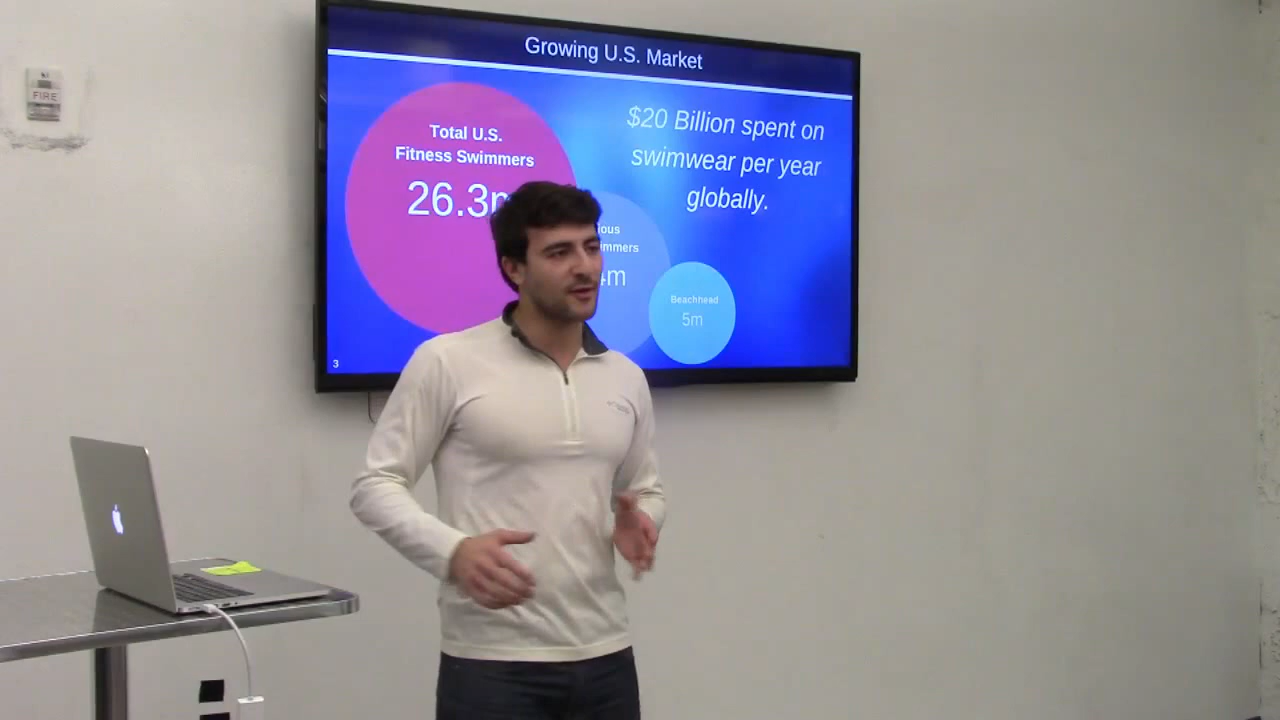 FIRE
Growing U.S. Market
Total U.S.
Fitness Swimmers
26.3
$20 Billion spent on
swimwear per year
globally.
4m
Beachhead
5m
3